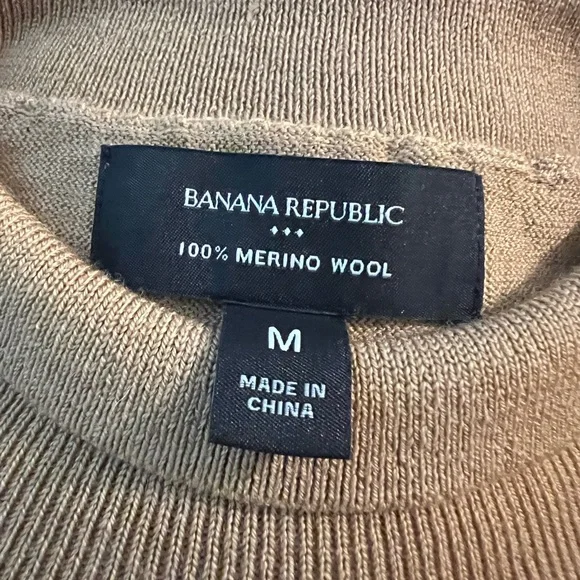 BANANA REPUBLIC
100% MERINO WOOL
M
MADE IN
CHINA